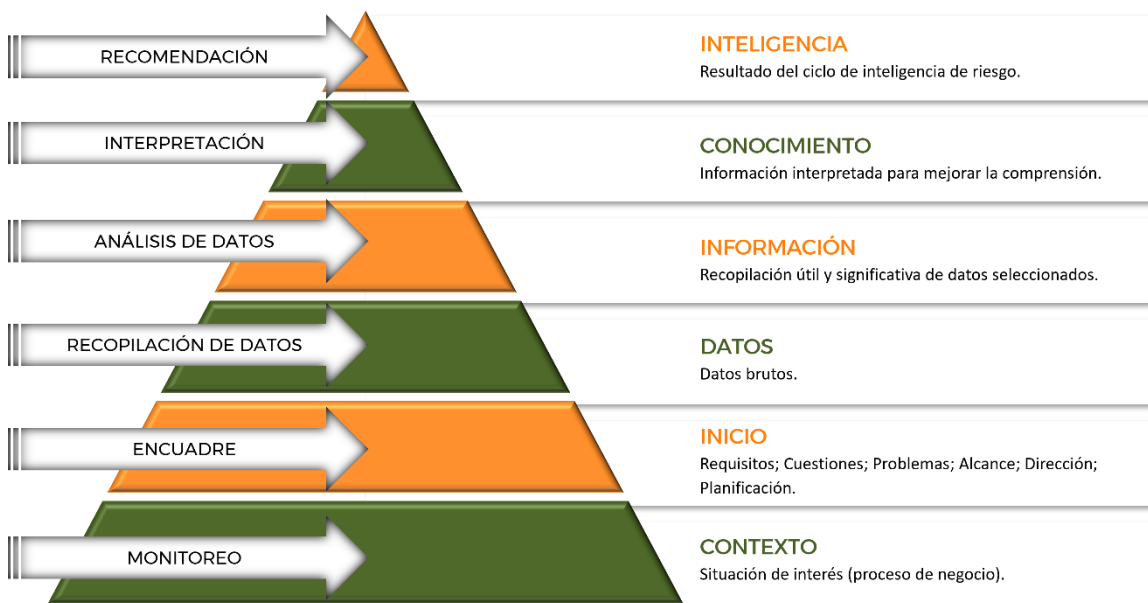 RECOMENDACIÓN
INTELIGENCIA
Resultado del ciclo de inteligencia de riesgo.
INTERPRETACIÓN
CONOCIMIENTO
Información interpretada para mejorar la comprensión.
ANÁLISIS DE DATOS
INFORMACIÓN
Recopilación útil y significativa de datos seleccionados.
RECOPILACIÓN DE DATOS
DATOS
Datos brutos.
ENCUADRE
INICIO
Requisitos; Cuestiones; Problemas; Alcance; Dirección;
Planificación.
MONITOREO
CONTEXTO
Situación de interés (proceso de negocio).